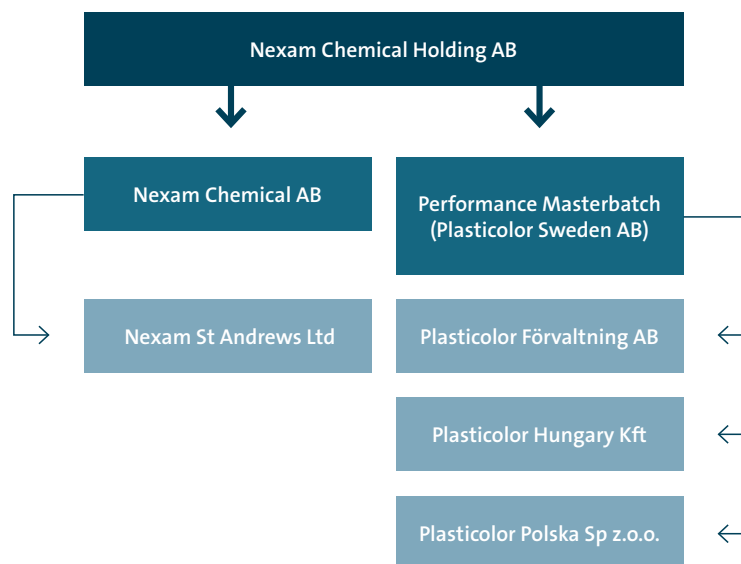 Nexam Chemical Holding AB
Nexam Chemical AB
Performance Masterbatch
(Plasticolor Sweden AB)
Nexam St Andrews Ltd
Plasticolor Förvaltning AB
Plasticolor Hungary Kft
Plasticolor Polska Sp z.o.o.